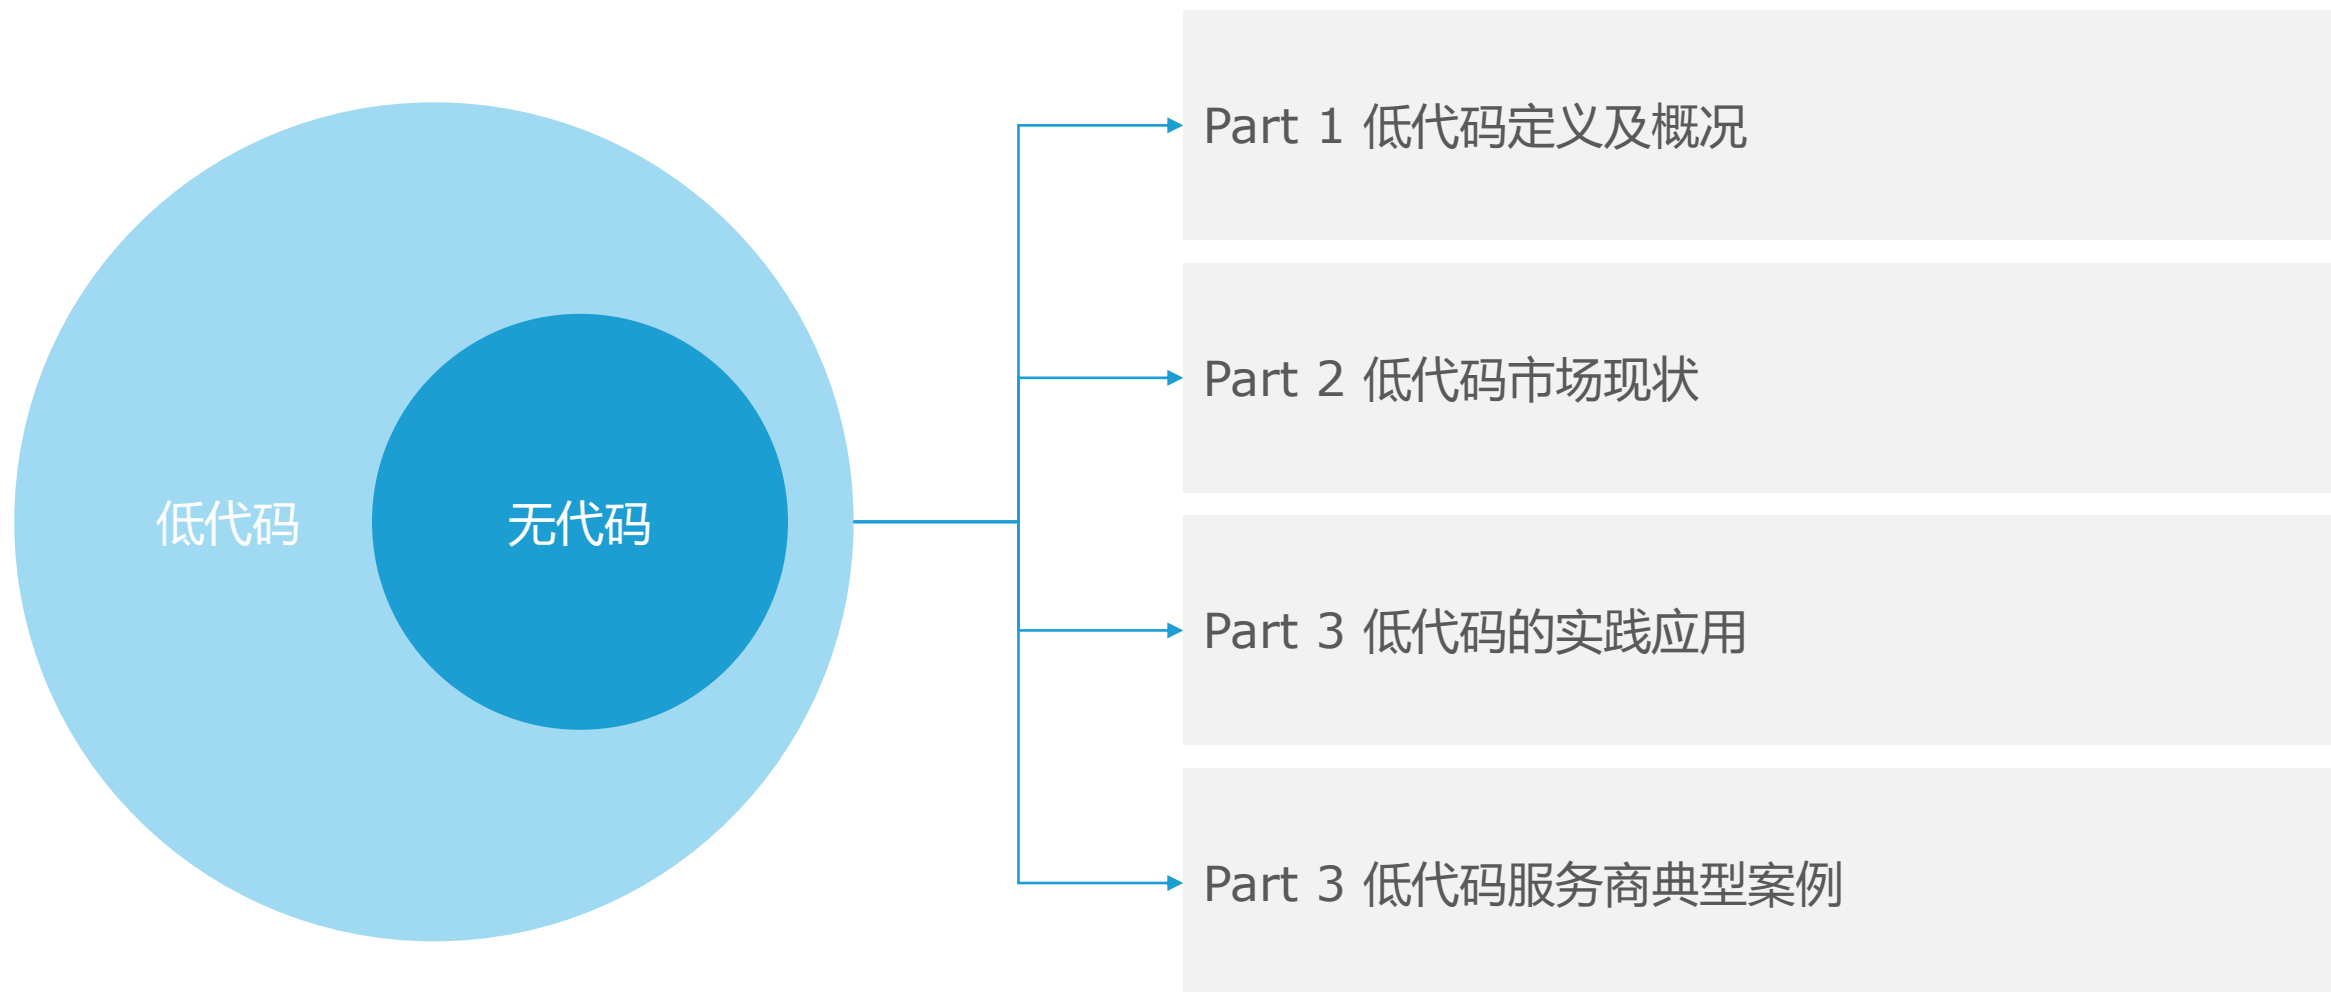 低代码
无代码
Part 1 低代码定义及概况
Part 2 低代码市场现状
Part 3 低代码的实践应用
Part 3 低代码服务商典型案例